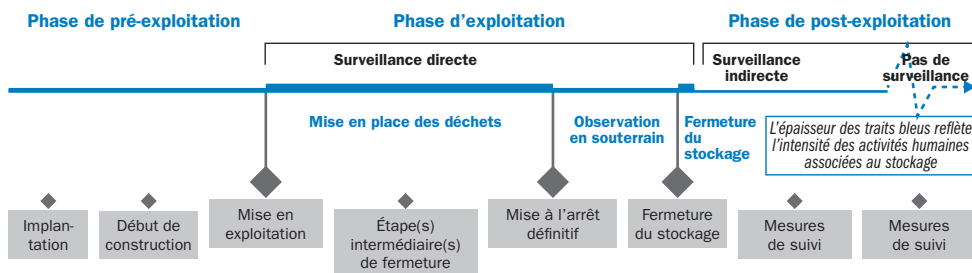 Phase de pré-exploitation
Phase d'exploitation
Phase de post-exploitation
Surveillance directe
Surveillance
indirecte
Pas de
surveillance
Mise en place des déchets
Observation
en souterrain
Fermeture
du
stockage
L'épaisseur des traits bleus reflète
l'intensité des activités humaines
associées au stockage
Implan-
tation
Début de
construction
Mise en
exploitation
Étape(s)
intermédiaire(s)
de fermeture
Mise à l'arrêt
définitif
Fermeture
du stockage
Mesures
de suivi
Mesures
de suivi